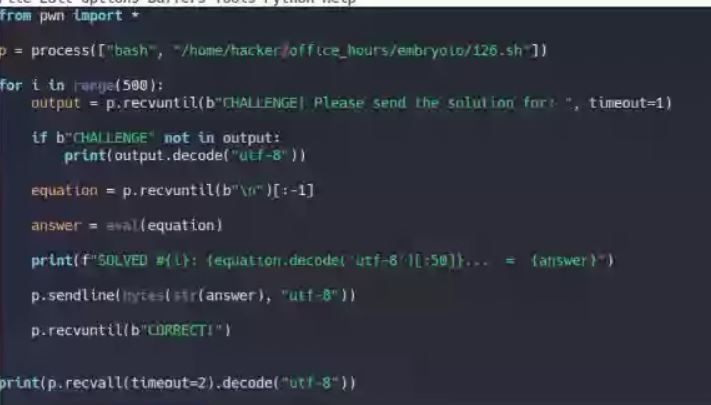 File Edit Options Buffers Tools Python Help
from pwn import *
p = process(["bash", "/home/hacker/office_hours/embryoio/126.sh"])
for i in range(500):
output = p.recvuntil(b"CHALLENGE! Please send the solution for: ", timeout=1)
if b"CHALLENGE" not in output:
print(output.decode("utf-8"))
equation = p.recvuntil(b"\n")[:-1]
answer = eval(equation)
print(f"SOLVED #{i}: {equation.decode('utf-8')[:50]}... = {answer}")
p.sendline(bytes(str(answer), "utf-8"))
p.recvuntil(b"CORRECT!")
print(p.recvall(timeout=2).decode("utf-8"))